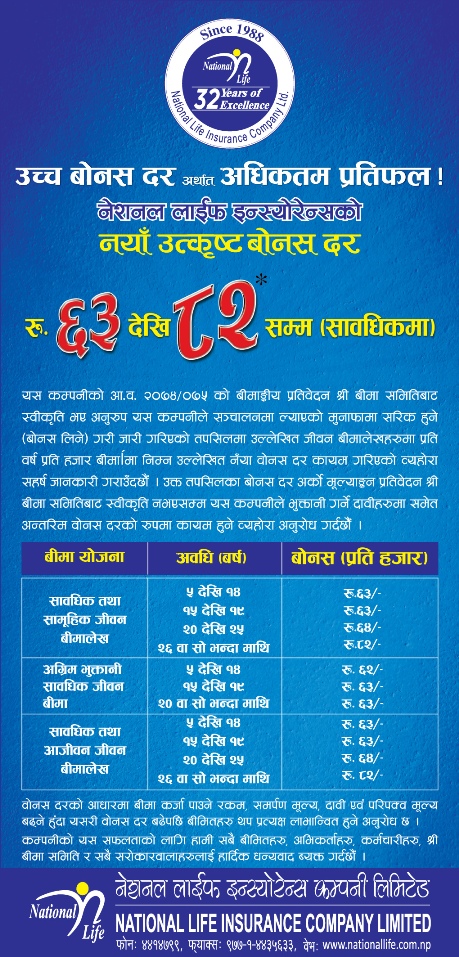 Since 1988
National Life
32 Years of Excellence
National Life Insurance Company Ltd.
उच्च बोनस दर अर्थात अधिकतम प्रतिफल !
नेशनल लाईफ इन्स्योरेन्सको
नयाँ उत्कृष्ट बोनस दर
रु. ६३ देखि ८२* सम्म (सावधिकमा)
यस कम्पनीको आ.व. २०७४/०७५ को बीमाङ्कीय प्रतिवेदन श्री बीमा समितिबाट
स्वीकृति भए अनुरुप यस कम्पनीले सञ्चालनमा ल्याएको मुनाफामा सरिक हुने
(बोनस लिने) गरी जारी गरिएको तपसिलमा उल्लेखित जीवन बीमालेखहरुमा प्रति
वर्ष प्रति हजार बीमार्मा निम्न उल्लेखित नँया वोनस दर कायम गरिएको व्यहोरा
सहर्ष जानकारी गराउँदछौं । उक्त तपसिलका बोनस दर अर्को मूल्याङ्कन प्रतिवेदन श्री
बीमा समितिबाट स्वीकृति नभएसम्म यस कम्पनीले भुक्तानी गर्ने दावीहरुमा समेत
अन्तरिम वोनस दरको रुपमा कायम हुने व्यहोरा अनुरोध गर्दछौं ।
बीमा योजना अवधि (बर्ष) बोनस (प्रति हजार)
सावधिक तथा सामूहिक जीवन बीमालेख
५ देखि १४ रु.६३/-
१५ देखि १९ रु.६३/-
२० देखि २५ रु.६४/-
२६ वा सो भन्दा माथि रु.८२/-
अग्रिम भुक्तानी सावधिक जीवन बीमा
५ देखि १४ रु. ६२/-
१५ देखि १९ रु. ६३/-
२० वा सो भन्दा माथि रु. ६३/-
सावधिक तथा आजीवन जीवन बीमालेख
५ देखि १४ रु. ६३/-
१५ देखि १९ रु. ६३/-
२० देखि २५ रु. ६४/-
२६ वा सो भन्दा माथि रु. ८२/-
वोनस दरको आधारमा बीमा कर्जा पाउने रकम, समर्पण मूल्य, दावी एवं परिपक्व मूल्य
बढ्ने हुंदा यसरी वोनस दर बढेपछि बीमितहरु थप प्रत्यक्ष लाभान्वित हुने अनुरोध छ ।
कम्पनीको यस सफलताको लागि हामी सबै बीमितहरु, अभिकर्ताहरु, कर्मचारीहरु, श्री
बीमा समिति र सबै सरोकारवालाहरुलाई हार्दिक धन्यवाद ब्यक्त गर्दछौं ।
National Life
नेशनल लाईफ इन्स्योरेन्स कम्पनी लिमिटेड
NATIONAL LIFE INSURANCE COMPANY LIMITED
फोन: ४४१४७९९, फ्याक्स: ९७७-१-४४३५६३३, वेभ: www.nationallife.com.np